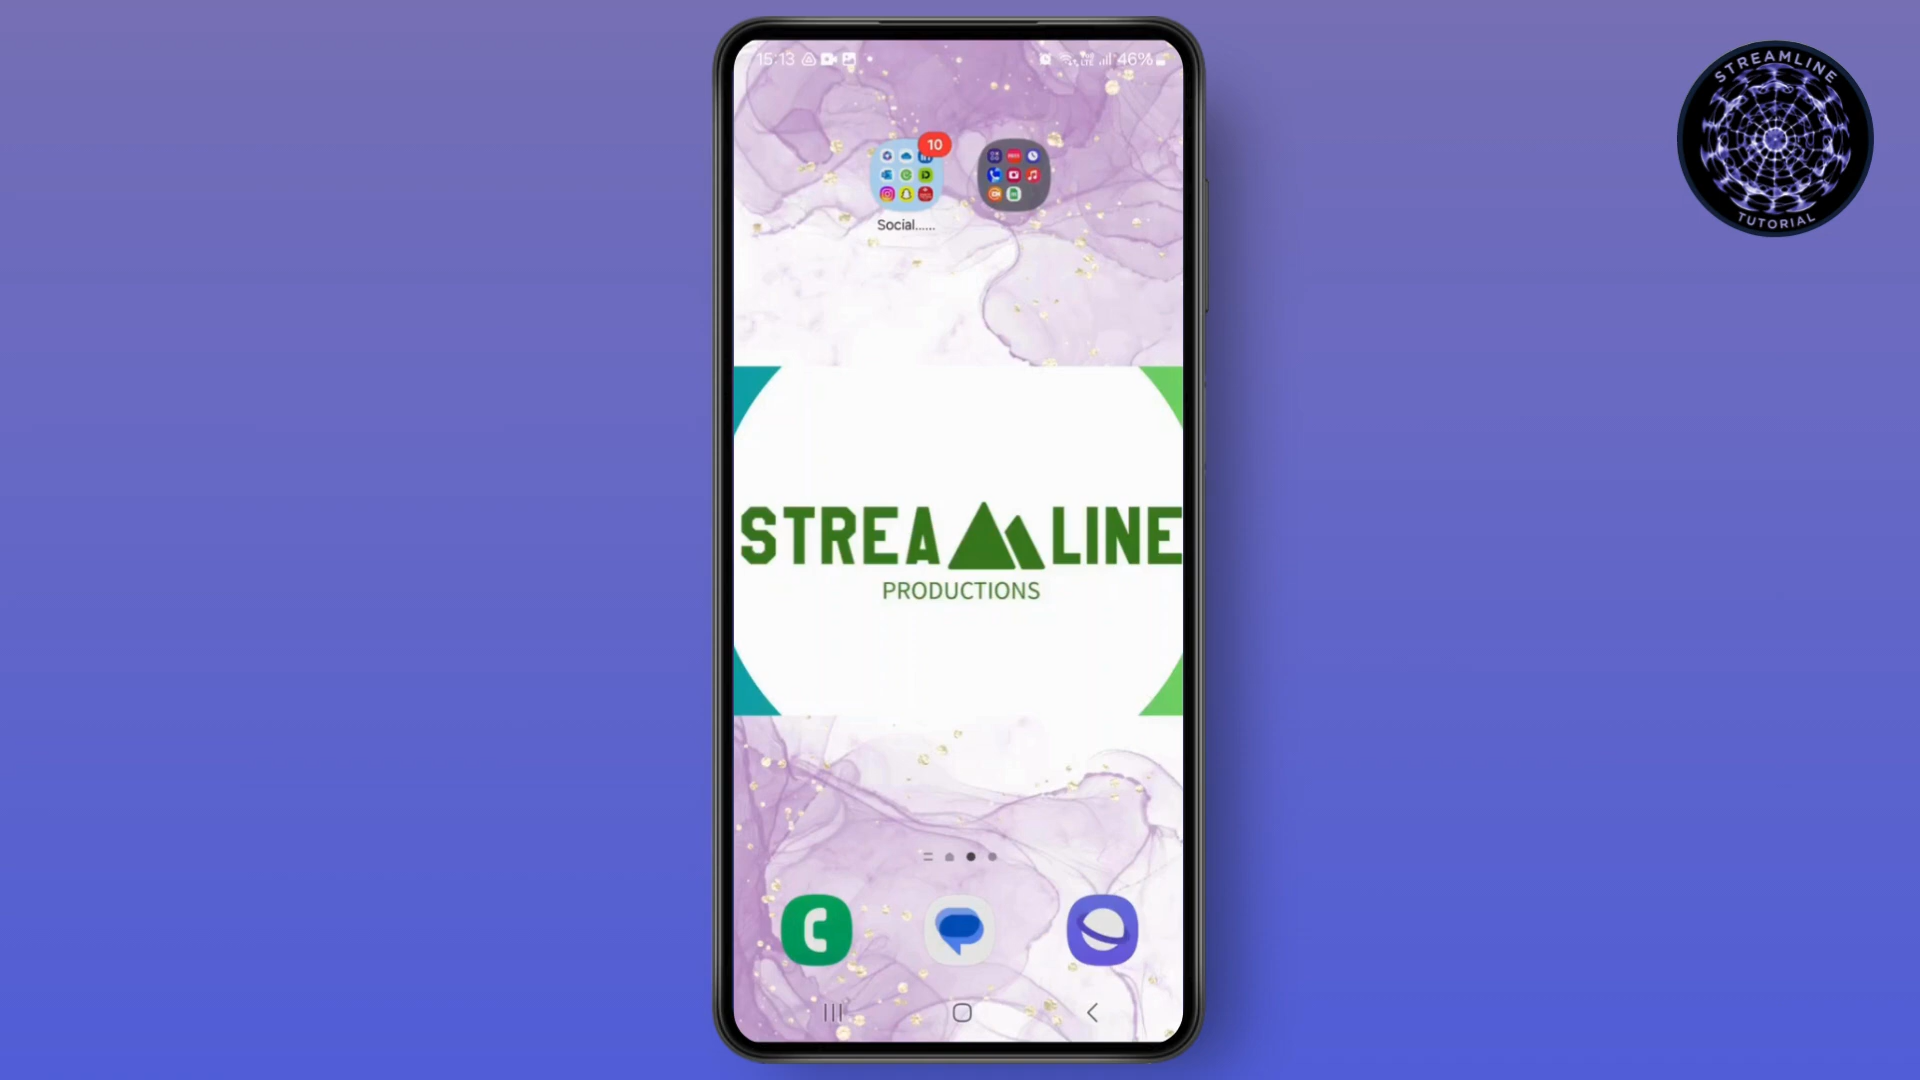 STREAMLINE
TUTORIAL
15:13
46%
10
Social......
STREAMLINE
PRODUCTIONS